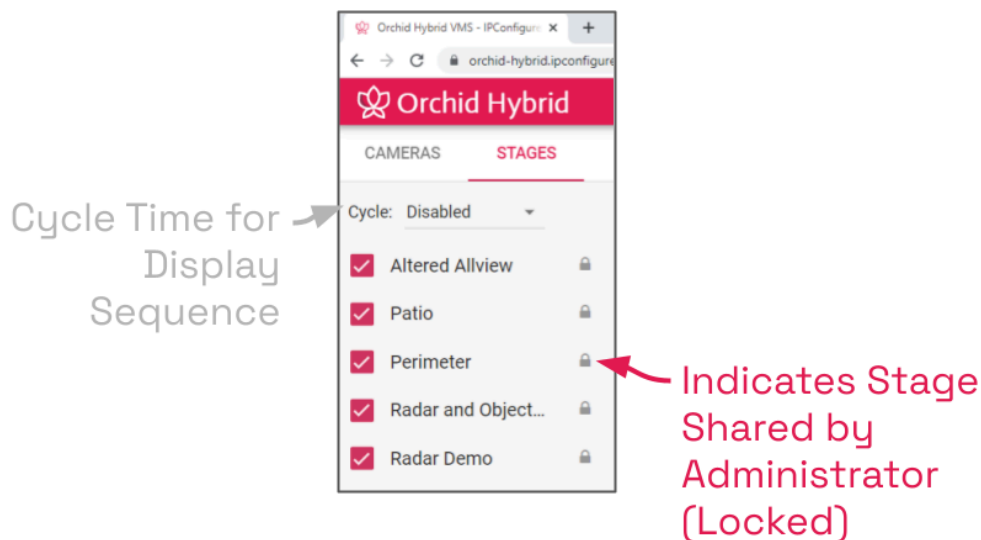 Orchid Hybrid VMS - IPConfigure
orchid-hybrid.ipconfigure
Orchid Hybrid
CAMERAS STAGES
Cycle: Disabled
Cycle Time for
Display
Sequence
Altered Allview
Patio
Perimeter
Radar and Object...
Radar Demo
Indicates Stage
Shared by
Administrator
(Locked)